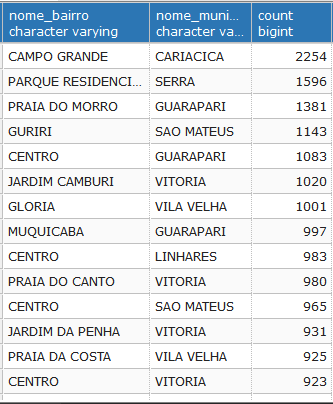 nome_bairro nome_muni... count
character varying character va... bigint
CAMPO GRANDE CARIACICA 2254
PARQUE RESIDENCI... SERRA 1596
PRAIA DO MORRO GUARAPARI 1381
GURIRI SAO MATEUS 1143
CENTRO GUARAPARI 1083
JARDIM CAMBURI VITORIA 1020
GLORIA VILA VELHA 1001
MUQUICABA GUARAPARI 997
CENTRO LINHARES 983
PRAIA DO CANTO VITORIA 980
CENTRO SAO MATEUS 965
JARDIM DA PENHA VITORIA 931
PRAIA DA COSTA VILA VELHA 925
CENTRO VITORIA 923